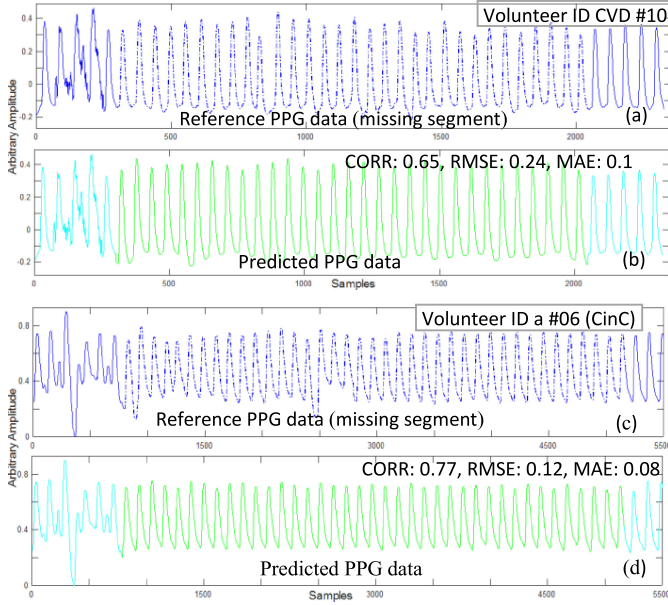 Volunteer ID CVD #10
0.4
0.2
0
-0.2
Arbitrary Amplitude
Reference PPG data (missing segment)
(a)
0 500 1000 1500 2000
CORR: 0.65, RMSE: 0.24, MAE: 0.1
0.4
0.2
0
-0.2
Predicted PPG data
(b)
0 500 1000 1500 2000
Samples
Volunteer ID a #06 (CinC)
0.8
0.4
0
Arbitrary Amplitude
Reference PPG data (missing segment)
(c)
0 1500 3000 4500 5500
CORR: 0.77, RMSE: 0.12, MAE: 0.08
0.8
0.4
0
Predicted PPG data
(d)
0 1500 3000 4500 5500
Samples